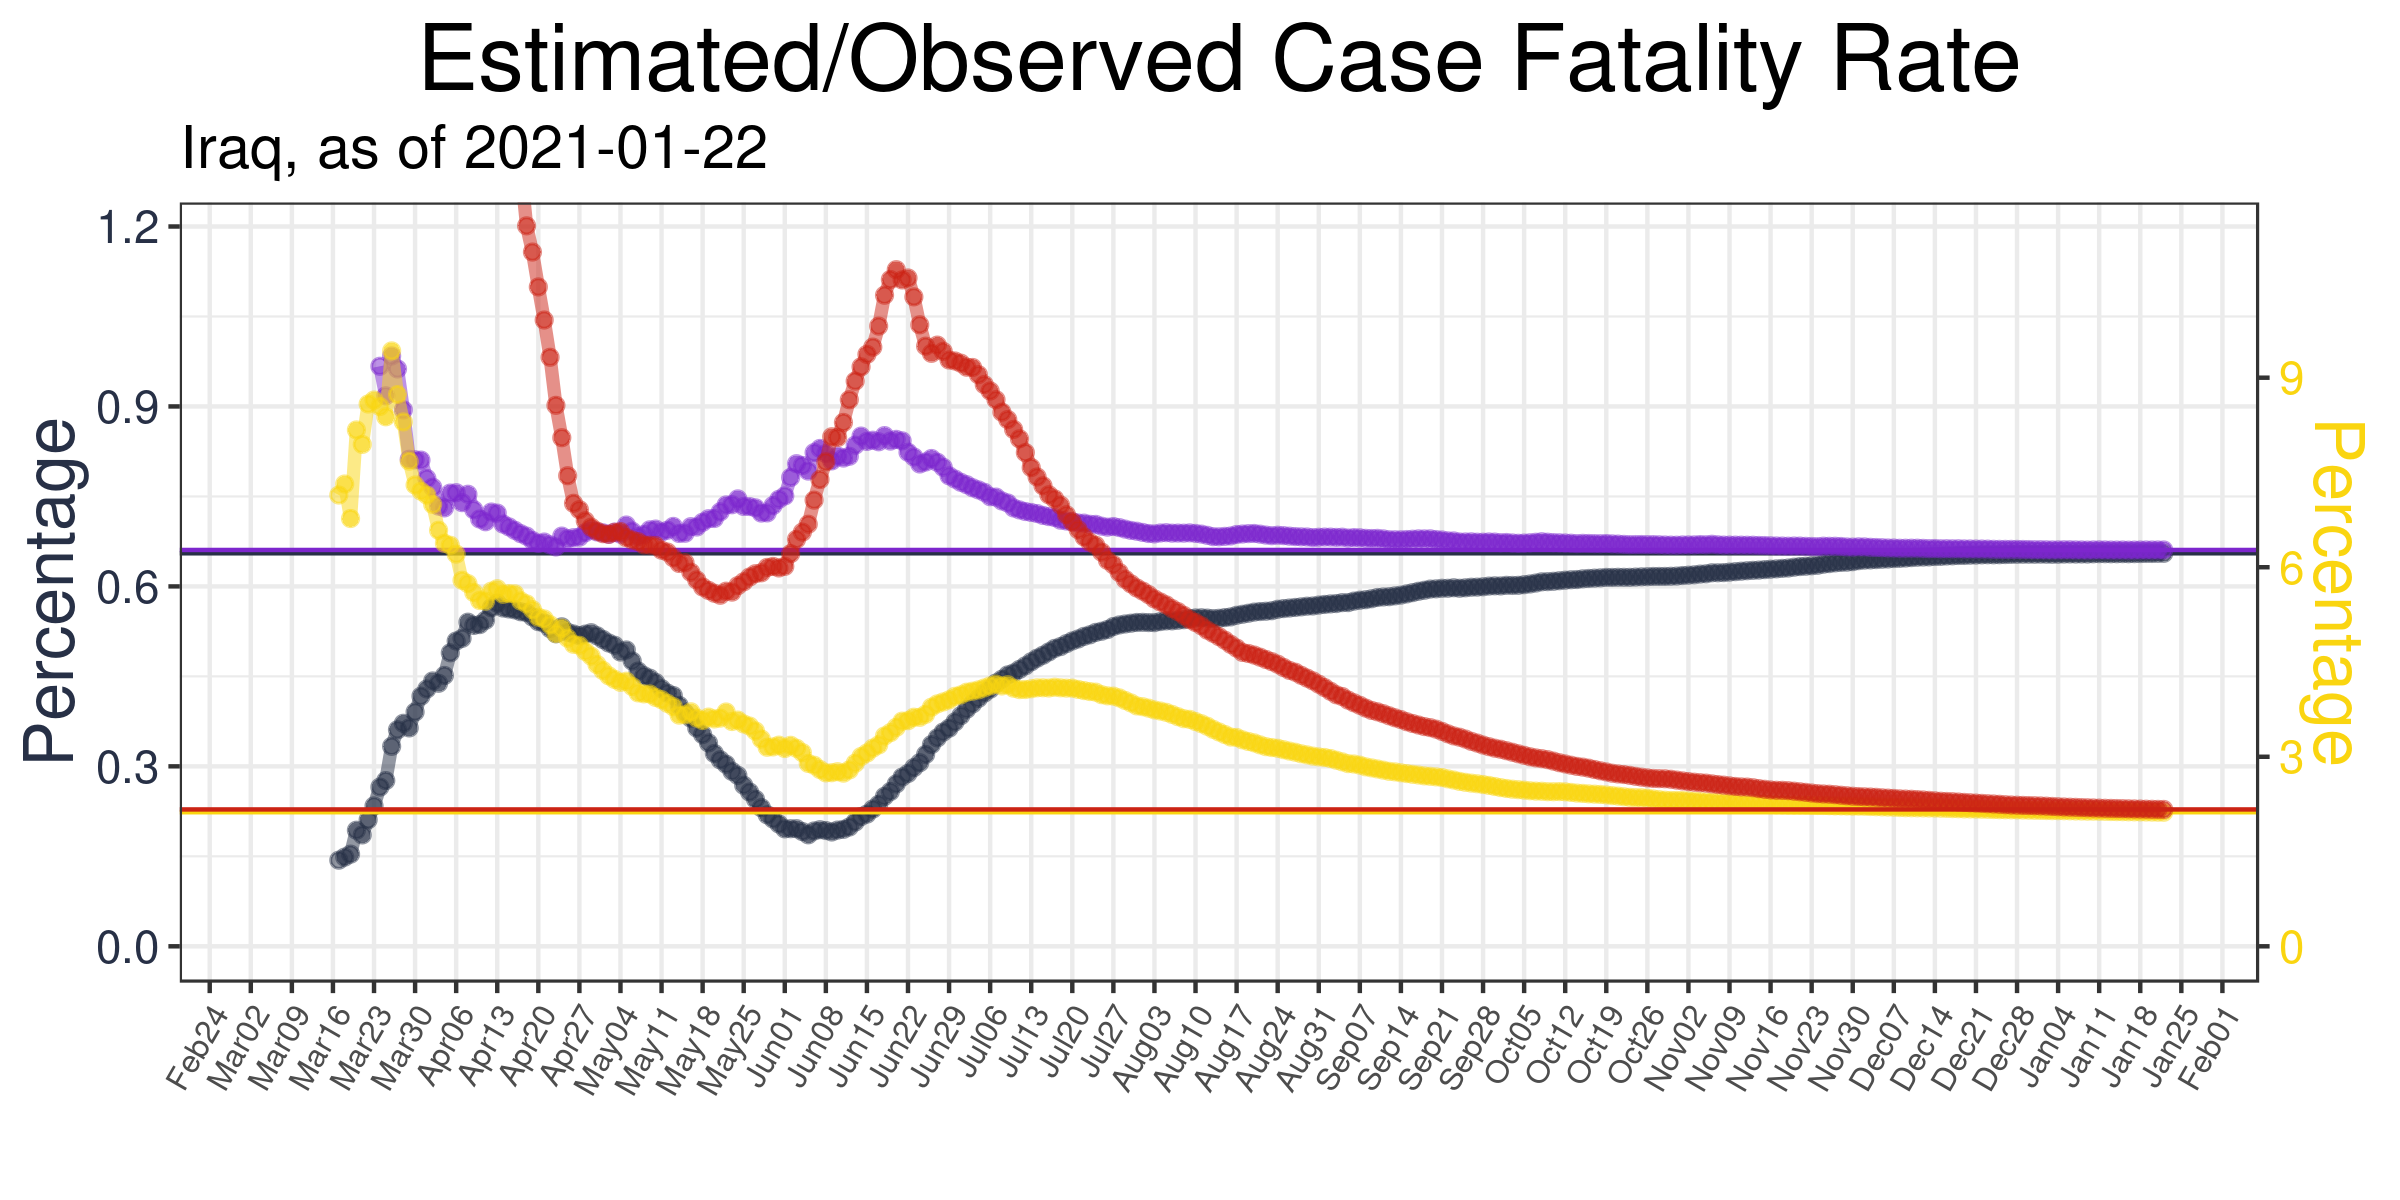 Estimated/Observed Case Fatality Rate
Iraq, as of 2021-01-22
Percentage
1.2
0.9
0.6
0.3
0.0
9
6
3
0
Percentage
Feb24
Mar02
Mar09
Mar16
Mar23
Mar30
Apr06
Apr13
Apr20
Apr27
May04
May11
May18
May25
Jun01
Jun08
Jun15
Jun22
Jun29
Jul06
Jul13
Jul20
Jul27
Aug03
Aug10
Aug17
Aug24
Aug31
Sep07
Sep14
Sep21
Sep28
Oct05
Oct12
Oct19
Oct26
Nov02
Nov09
Nov16
Nov23
Nov30
Dec07
Dec14
Dec21
Dec28
Jan04
Jan11
Jan18
Jan25
Feb01